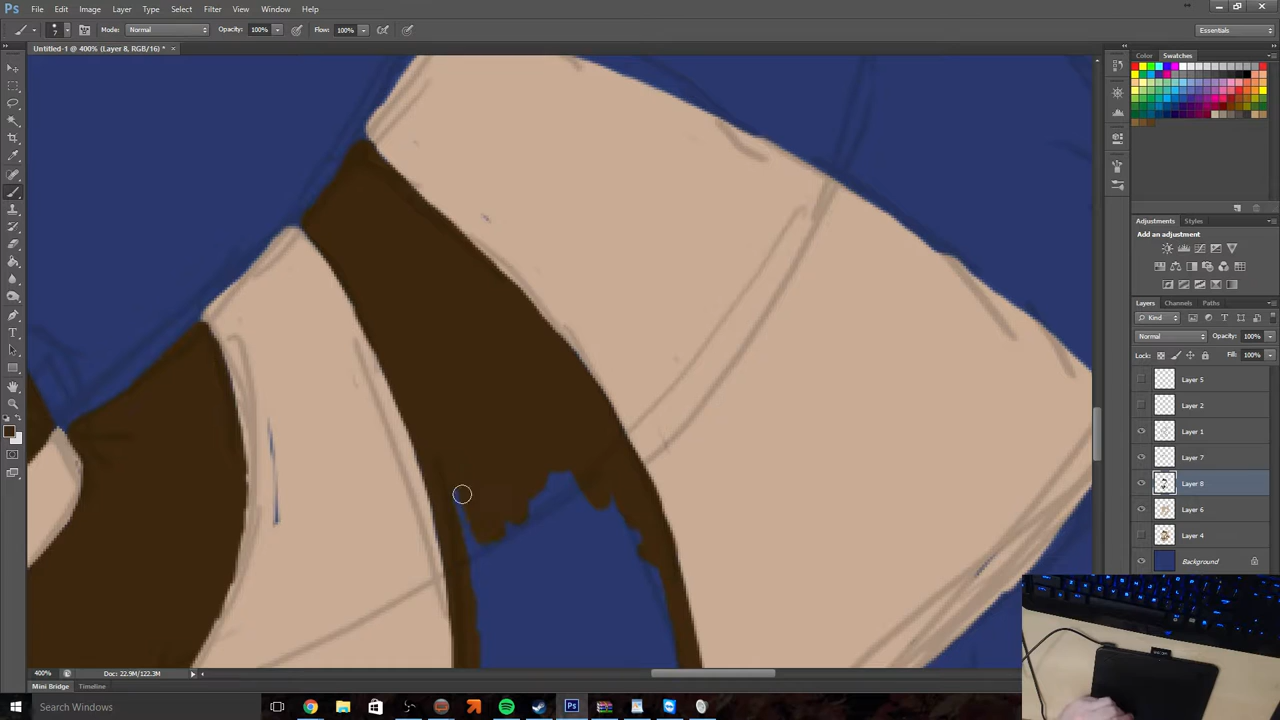 Ps File Edit Image Layer Type Select Filter View Window Help
7 Mode: Normal Opacity: 100% Flow: 100% Essentials
Untitled-1 @ 400% (Layer 8, RGB/16) * ×
Color Swatches
Adjustments Styles
Add an adjustment
Layers Channels Paths
Kind
Normal Opacity: 100%
Lock: Fill: 100%
Layer 5
Layer 2
Layer 1
Layer 7
Layer 8
Layer 6
Layer 4
Background
400% Doc: 22.9M/122.3M
Mini Bridge Timeline
Search Windows